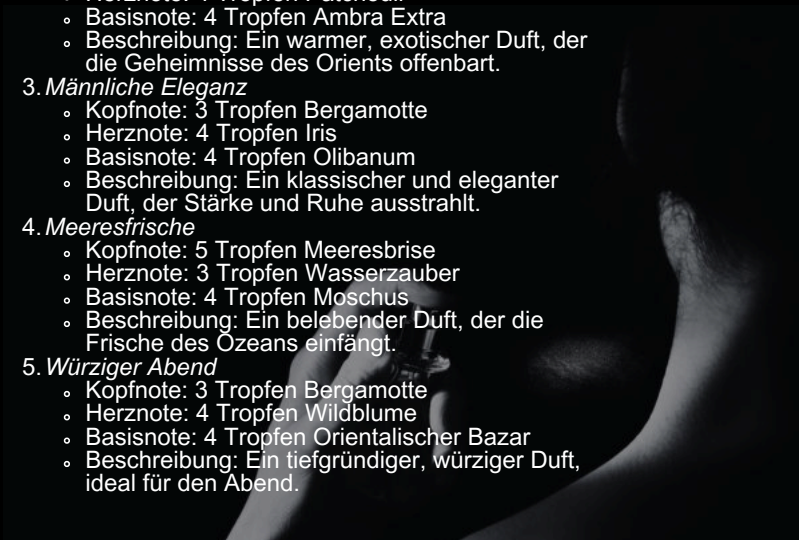 Basisnote: 4 Tropfen Ambra Extra
Beschreibung: Ein warmer, exotischer Duft, der
die Geheimnisse des Orients offenbart.
3. Männliche Eleganz
Kopfnote: 3 Tropfen Bergamotte
Herznote: 4 Tropfen Iris
Basisnote: 4 Tropfen Olibanum
Beschreibung: Ein klassischer und eleganter
Duft, der Stärke und Ruhe ausstrahlt.
4. Meeresfrische
Kopfnote: 5 Tropfen Meeresbrise
Herznote: 3 Tropfen Wasserzauber
Basisnote: 4 Tropfen Moschus
Beschreibung: Ein belebender Duft, der die
Frische des Ozeans einfängt.
5. Würziger Abend
Kopfnote: 3 Tropfen Bergamotte
Herznote: 4 Tropfen Wildblume
Basisnote: 4 Tropfen Orientalischer Bazar
Beschreibung: Ein tiefgründiger, würziger Duft,
ideal für den Abend.